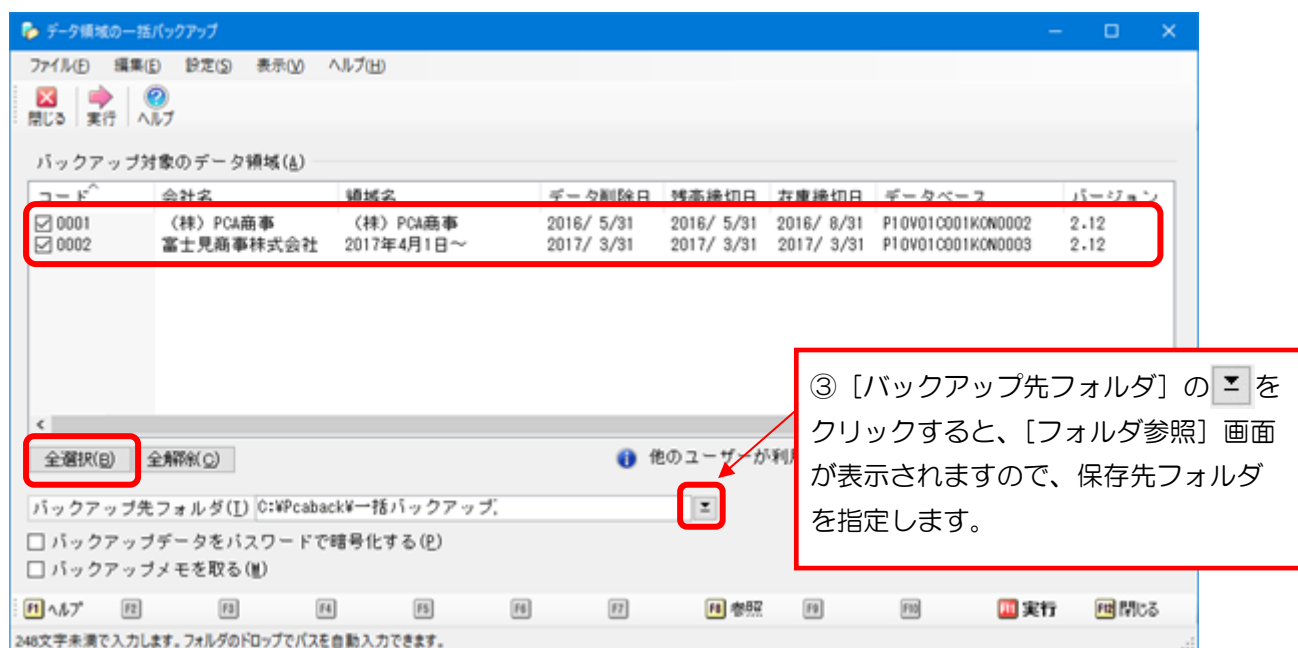 データ領域の一括バックアップ
ファイル(F) 編集(E) 設定(S) 表示(V) ヘルプ(H)
閉じる 実行 ヘルプ
バックアップ対象のデータ領域(A)
コード 会社名 領域名 データ削除日 残高締切日 在庫締切日 データベース バージョン
0001 (株) PCA商事 (株) PCA商事 2016/ 5/31 2016/ 5/31 2016/ 8/31 P10V01C001KON0002 2.12
0002 富士見商事株式会社 2017年4月1日～ 2017/ 3/31 2017/ 3/31 2017/ 3/31 P10V01C001KON0003 2.12
③［バックアップ先フォルダ］の を
クリックすると、［フォルダ参照］画面
が表示されますので、保存先フォルダ
を指定します。
全選択(B) 全解除(C) 他のユーザーが利
バックアップ先フォルダ(T) C:¥Pcaback¥一括バックアップ
バックアップデータをパスワードで暗号化する(P)
バックアップメモを取る(M)
F1 ヘルプ F2 F3 F4 F5 F6 F7 F8 参照 F9 F10 実行 F12 閉じる
248文字未満で入力します。フォルダのドロップでパスを自動入力できます。